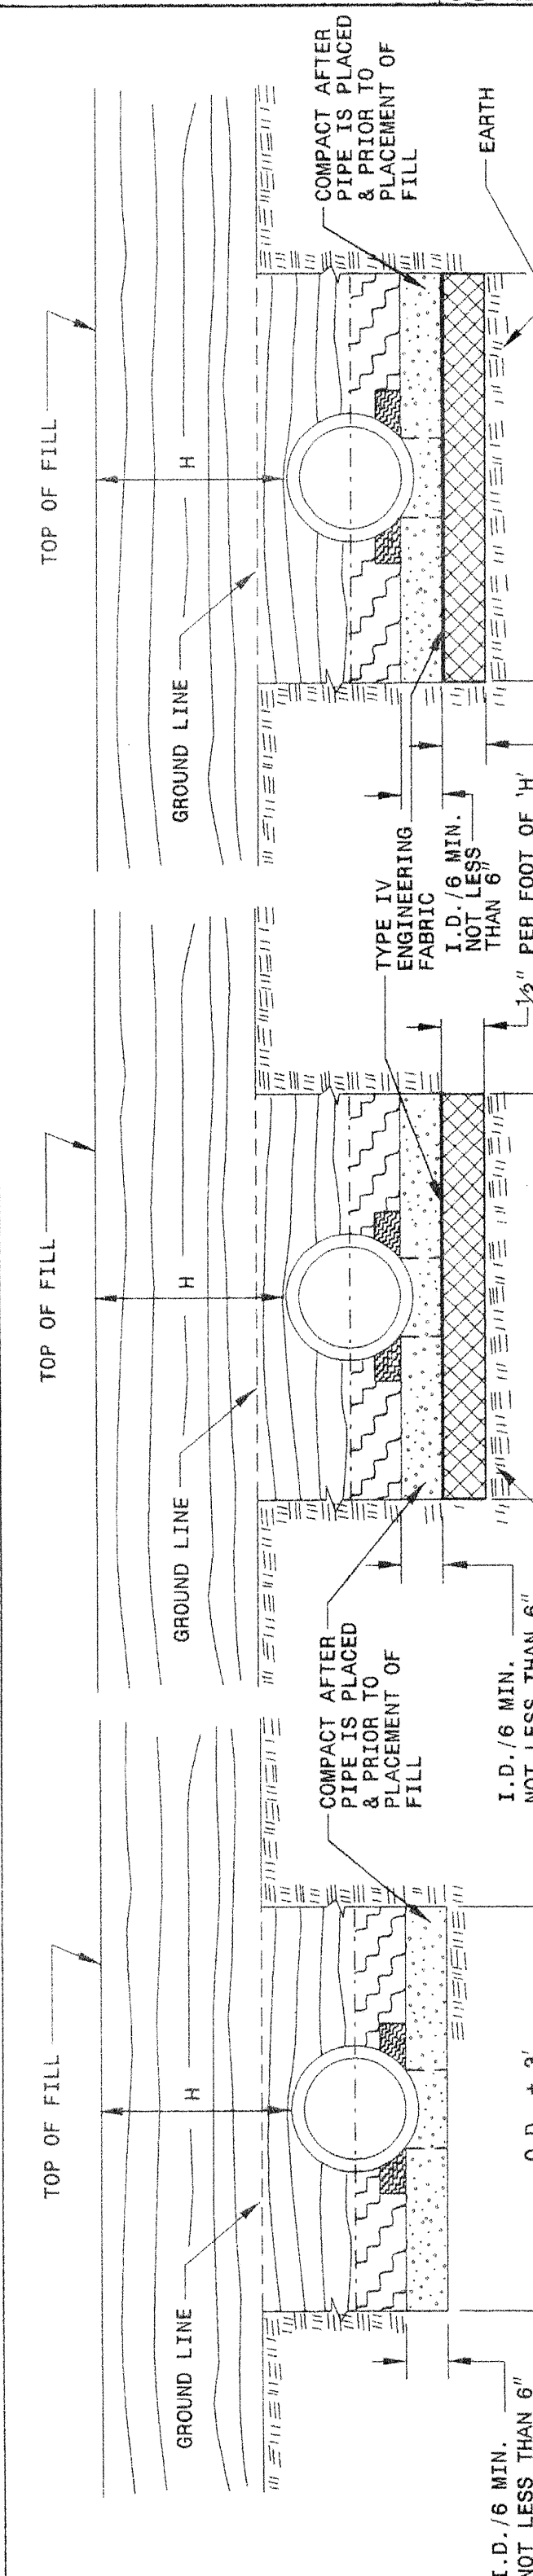 TOP OF FILL
H
GROUND LINE
I.D./6 MIN.
NOT LESS THAN 6"
O.D. + 3'
COMPACT AFTER
PIPE IS PLACED
& PRIOR TO
PLACEMENT OF
FILL
TOP OF FILL
H
GROUND LINE
I.D./6 MIN.
NOT LESS THAN 6"
TYPE IV
ENGINEERING
FABRIC
I.D./6 MIN.
NOT LESS
THAN 6"
PER FOOT OF 'H'
TOP OF FILL
H
GROUND LINE
COMPACT AFTER
PIPE IS PLACED
& PRIOR TO
PLACEMENT OF
FILL
EARTH